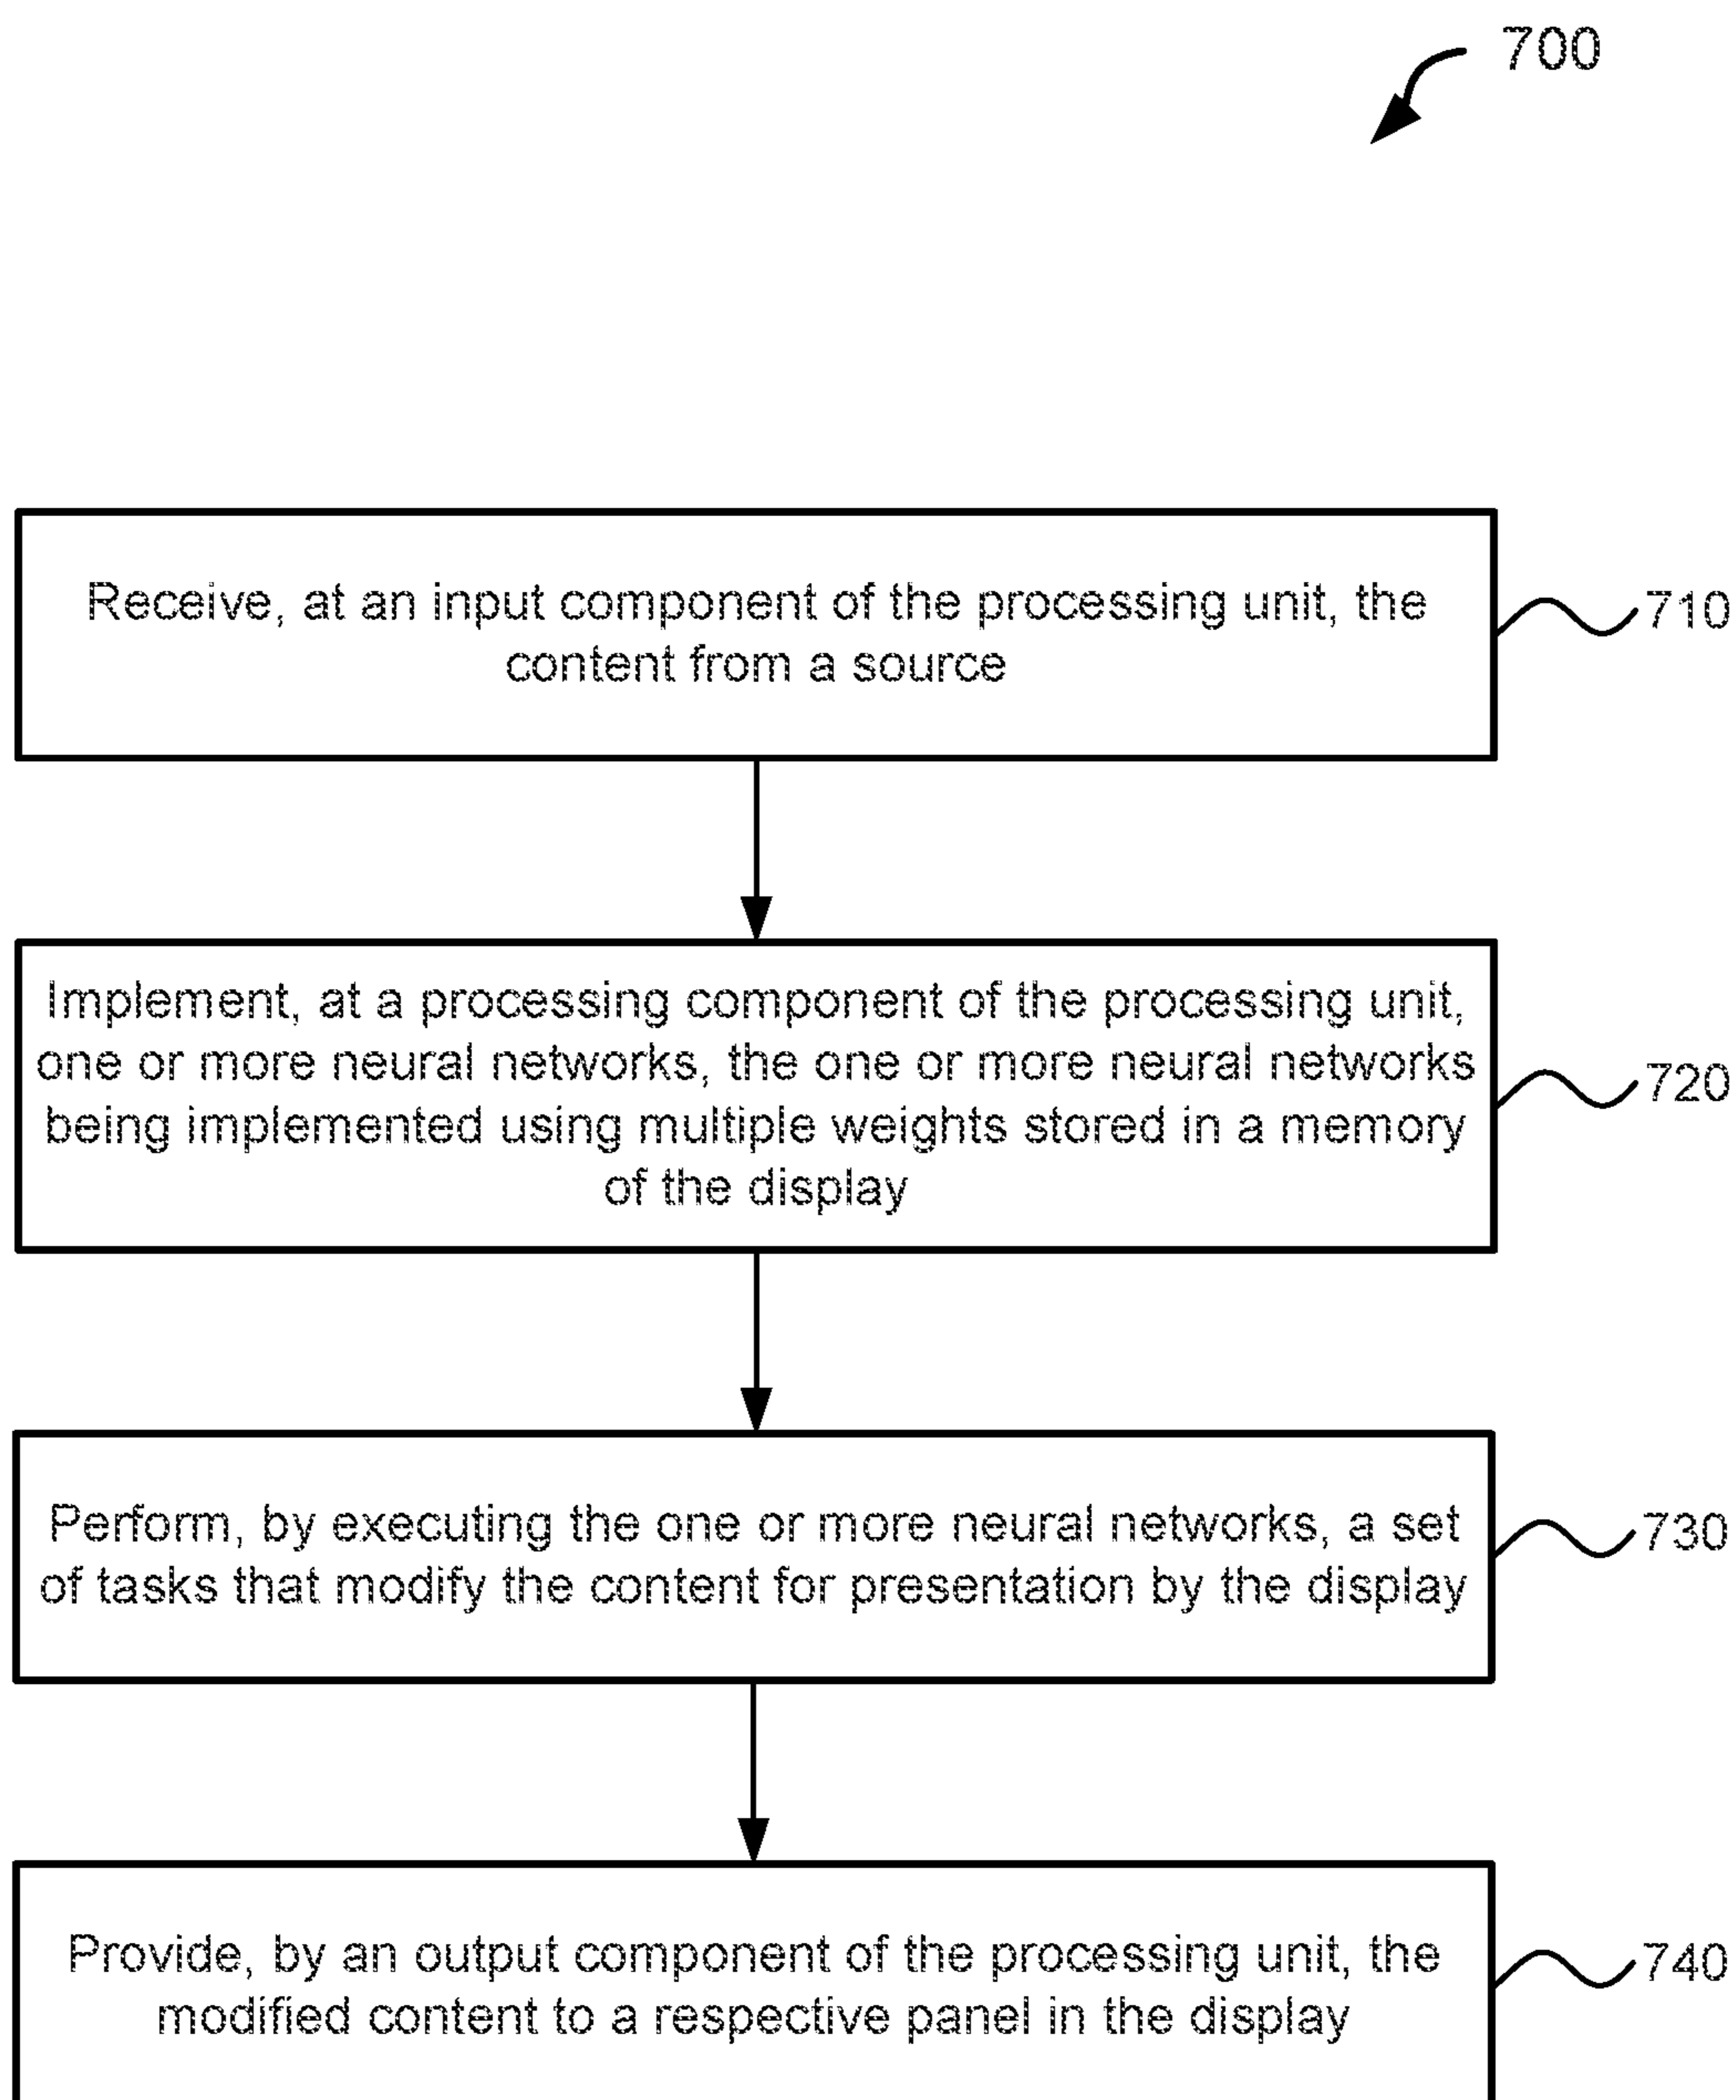 700
Receive, at an input component of the processing unit, the
content from a source
710
Implement, at a processing component of the processing unit,
one or more neural networks, the one or more neural networks
being implemented using multiple weights stored in a memory
of the display
720
Perform, by executing the one or more neural networks, a set
of tasks that modify the content for presentation by the display
730
Provide, by an output component of the processing unit, the
modified content to a respective panel in the display
740